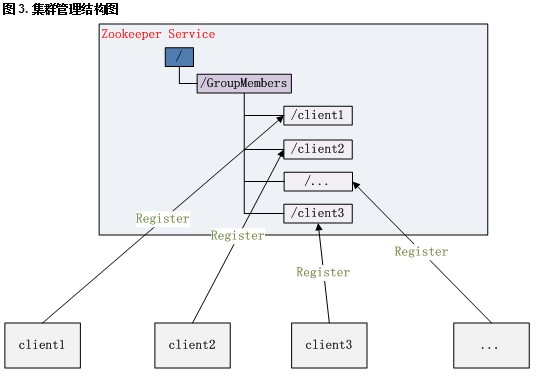 图 3. 集群管理结构图
Zookeeper Service
/
/GroupMembers
/client1
/client2
/...
/client3
Register
Register
Register
Register
client1
client2
client3
...